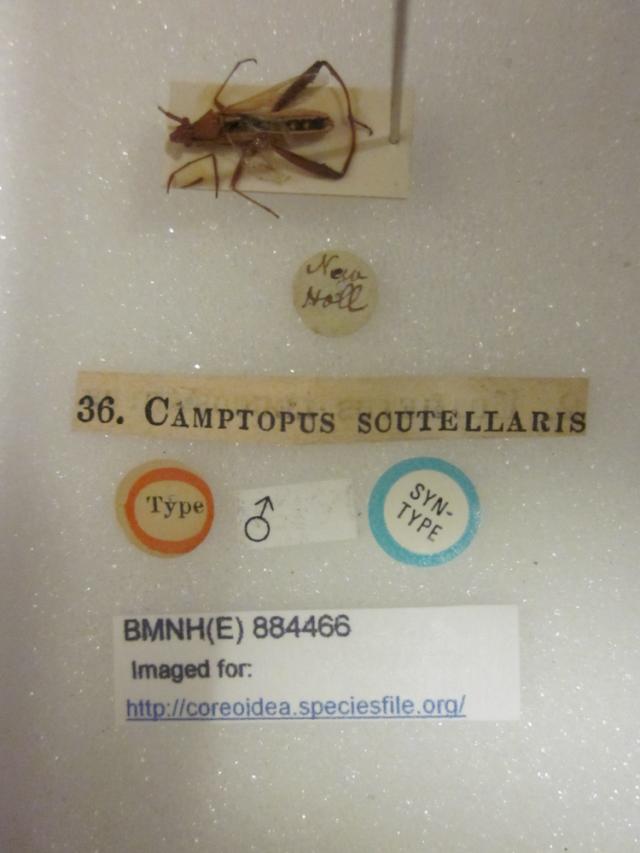 New
Holl
36. CAMPTOPUS SCUTELLARIS
Type
♂
SYN-
TYPE
BMNH(E) 884466
Imaged for:
http://coreoidea.speciesfile.org/